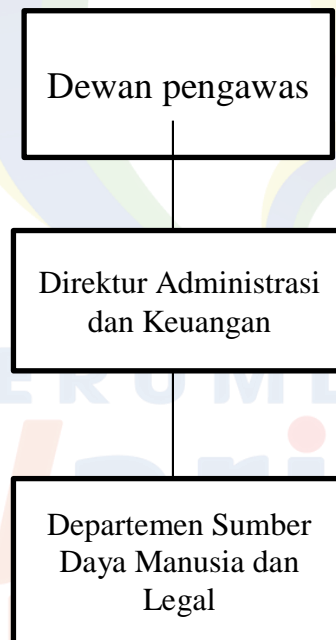 Dewan pengawas
Direktur Administrasi
dan Keuangan
Departemen Sumber
Daya Manusia dan
Legal